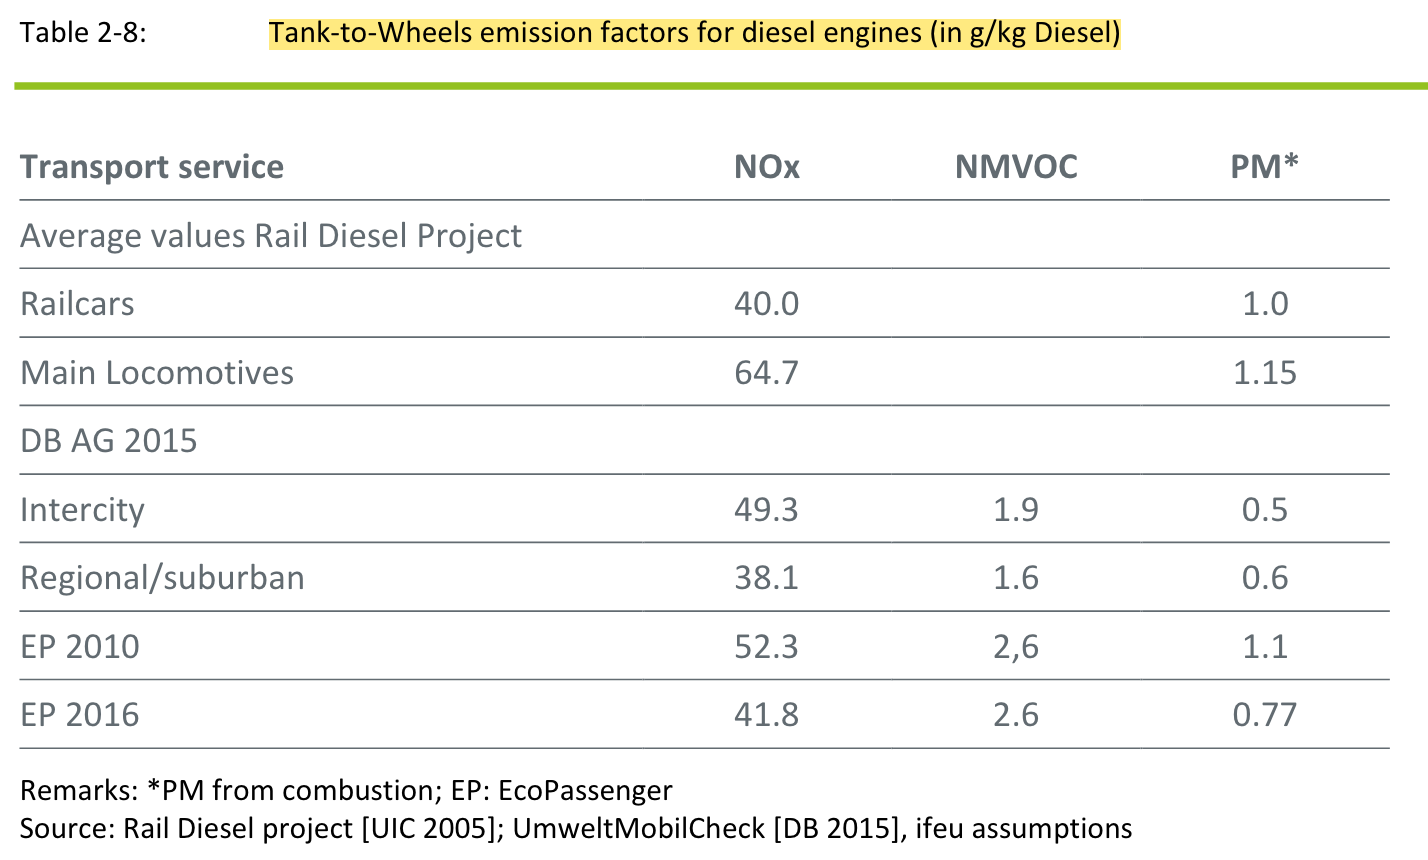 Table 2-8: Tank-to-Wheels emission factors for diesel engines (in g/kg Diesel)
Transport service NOx NMVOC PM*
Average values Rail Diesel Project
Railcars 40.0 1.0
Main Locomotives 64.7 1.15
DB AG 2015
Intercity 49.3 1.9 0.5
Regional/suburban 38.1 1.6 0.6
EP 2010 52.3 2,6 1.1
EP 2016 41.8 2.6 0.77
Remarks: *PM from combustion; EP: EcoPassenger
Source: Rail Diesel project [UIC 2005]; UmweltMobilCheck [DB 2015], ifeu assumptions